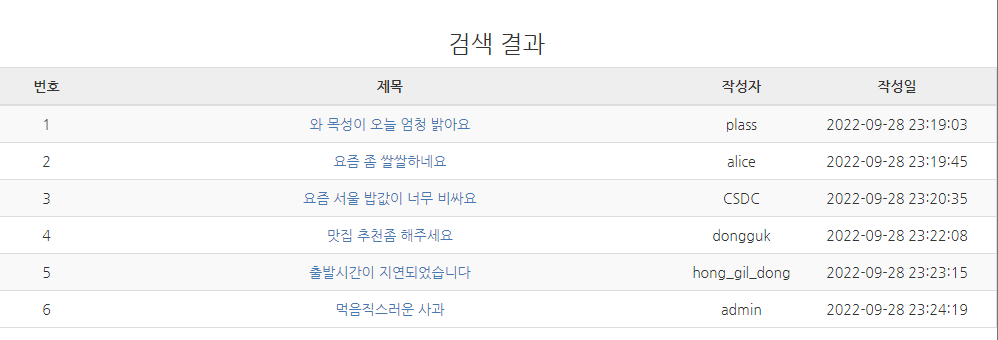 검색 결과
번호 제목 작성자 작성일
1 와 목성이 오늘 엄청 밝아요 plass 2022-09-28 23:19:03
2 요즘 좀 쌀쌀하네요 alice 2022-09-28 23:19:45
3 요즘 서울 밥값이 너무 비싸요 CSDC 2022-09-28 23:20:35
4 맛집 추천좀 해주세요 dongguk 2022-09-28 23:22:08
5 출발시간이 지연되었습니다 hong_gil_dong 2022-09-28 23:23:15
6 먹음직스러운 사과 admin 2022-09-28 23:24:19